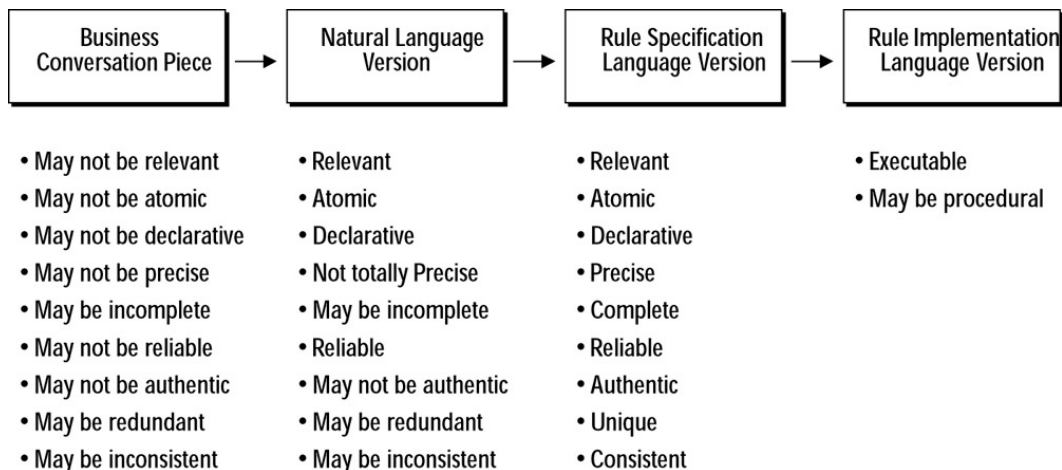 Business
Conversation Piece
Natural Language
Version
Rule Specification
Language Version
Rule Implementation
Language Version
• May not be relevant
• May not be atomic
• May not be declarative
• May not be precise
• May be incomplete
• May not be reliable
• May not be authentic
• May be redundant
• May be inconsistent
• Relevant
• Atomic
• Declarative
• Not totally Precise
• May be incomplete
• Reliable
• May not be authentic
• May be redundant
• May be inconsistent
• Relevant
• Atomic
• Declarative
• Precise
• Complete
• Reliable
• Authentic
• Unique
• Consistent
• Executable
• May be procedural